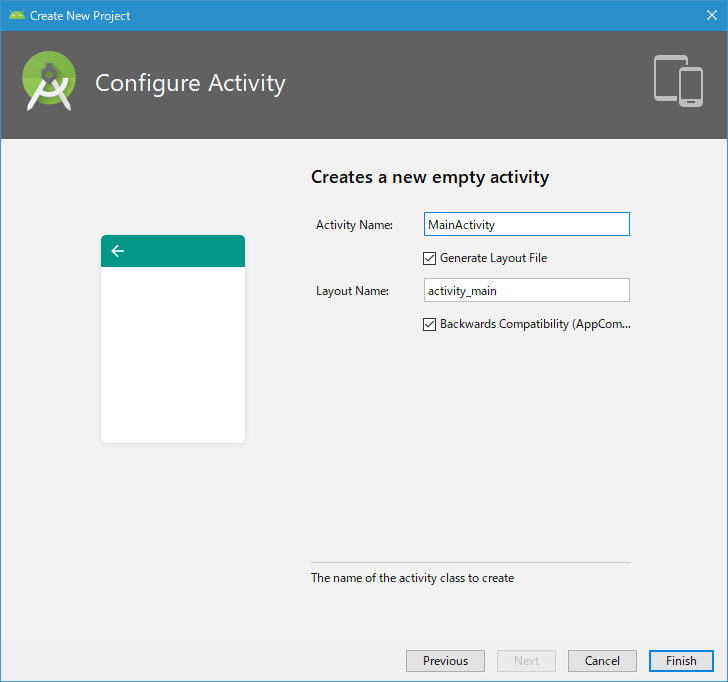 Create New Project
Configure Activity
Creates a new empty activity
Activity Name: MainActivity
Generate Layout File
Layout Name: activity_main
Backwards Compatibility (AppCom...
The name of the activity class to create
Previous Next Cancel Finish